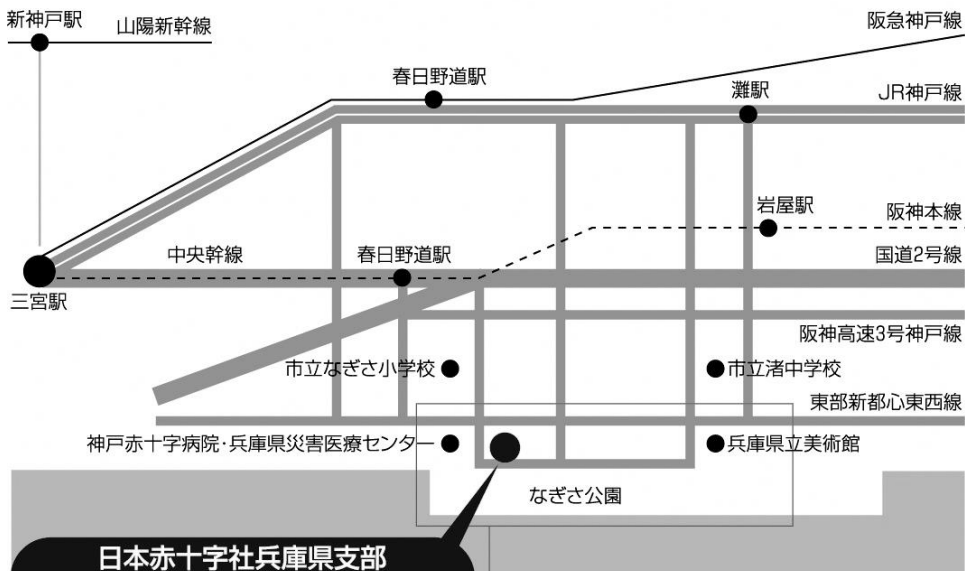 新神戸駅
山陽新幹線
阪急神戸線
春日野道駅
灘駅
JR神戸線
岩屋駅
阪神本線
中央幹線
春日野道駅
国道2号線
三宮駅
阪神高速3号神戸線
市立なぎさ小学校
市立渚中学校
東部新都心東西線
神戸赤十字病院・兵庫県災害医療センター
兵庫県立美術館
なぎさ公園
日本赤十字社兵庫県支部